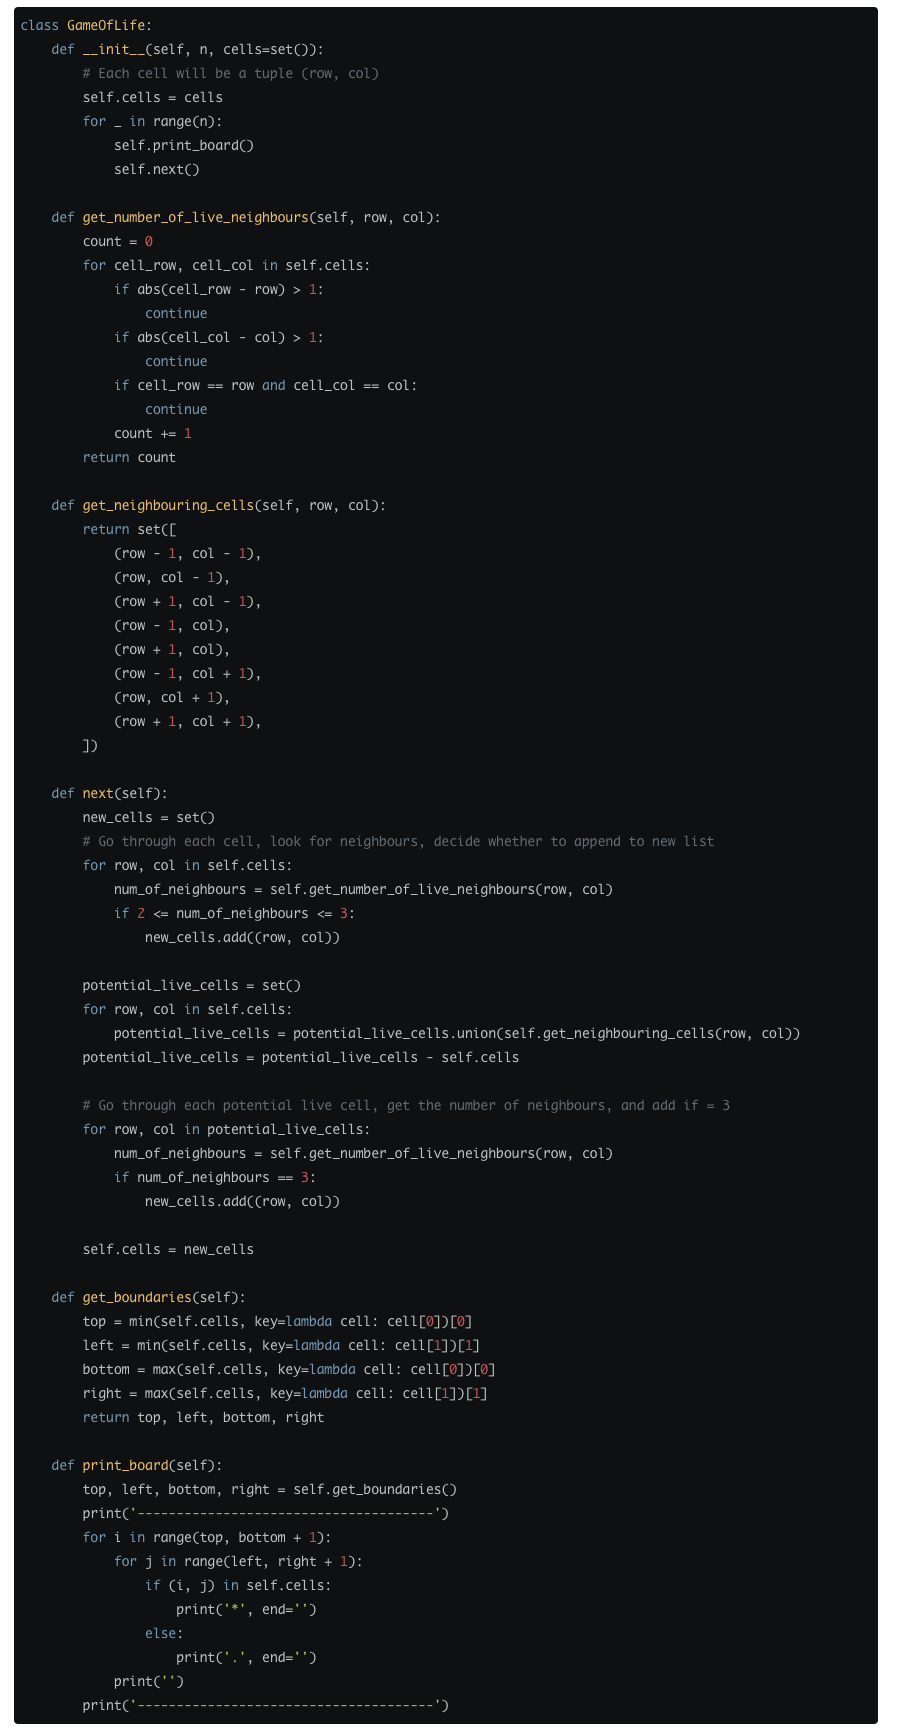 class GameOfLife:
    def __init__(self, n, cells=set()):
        # Each cell will be a tuple (row, col)
        self.cells = cells
        for _ in range(n):
            self.print_board()
            self.next()

    def get_number_of_live_neighbours(self, row, col):
        count = 0
        for cell_row, cell_col in self.cells:
            if abs(cell_row - row) > 1:
                continue
            if abs(cell_col - col) > 1:
                continue
            if cell_row == row and cell_col == col:
                continue
            count += 1
        return count

    def get_neighbouring_cells(self, row, col):
        return set([
            (row - 1, col - 1),
            (row, col - 1),
            (row + 1, col - 1),
            (row - 1, col),
            (row + 1, col),
            (row - 1, col + 1),
            (row, col + 1),
            (row + 1, col + 1),
        ])

    def next(self):
        new_cells = set()
        # Go through each cell, look for neighbours, decide whether to append to new list
        for row, col in self.cells:
            num_of_neighbours = self.get_number_of_live_neighbours(row, col)
            if 2 <= num_of_neighbours <= 3:
                new_cells.add((row, col))

        potential_live_cells = set()
        for row, col in self.cells:
            potential_live_cells = potential_live_cells.union(self.get_neighbouring_cells(row, col))
        potential_live_cells = potential_live_cells - self.cells

        # Go through each potential live cell, get the number of neighbours, and add if = 3
        for row, col in potential_live_cells:
            num_of_neighbours = self.get_number_of_live_neighbours(row, col)
            if num_of_neighbours == 3:
                new_cells.add((row, col))

        self.cells = new_cells

    def get_boundaries(self):
        top = min(self.cells, key=lambda cell: cell[0])[0]
        left = min(self.cells, key=lambda cell: cell[1])[1]
        bottom = max(self.cells, key=lambda cell: cell[0])[0]
        right = max(self.cells, key=lambda cell: cell[1])[1]
        return top, left, bottom, right

    def print_board(self):
        top, left, bottom, right = self.get_boundaries()
        print('--------------------------------------')
        for i in range(top, bottom + 1):
            for j in range(left, right + 1):
                if (i, j) in self.cells:
                    print('*', end='')
                else:
                    print('.', end='')
            print('')
        print('--------------------------------------')